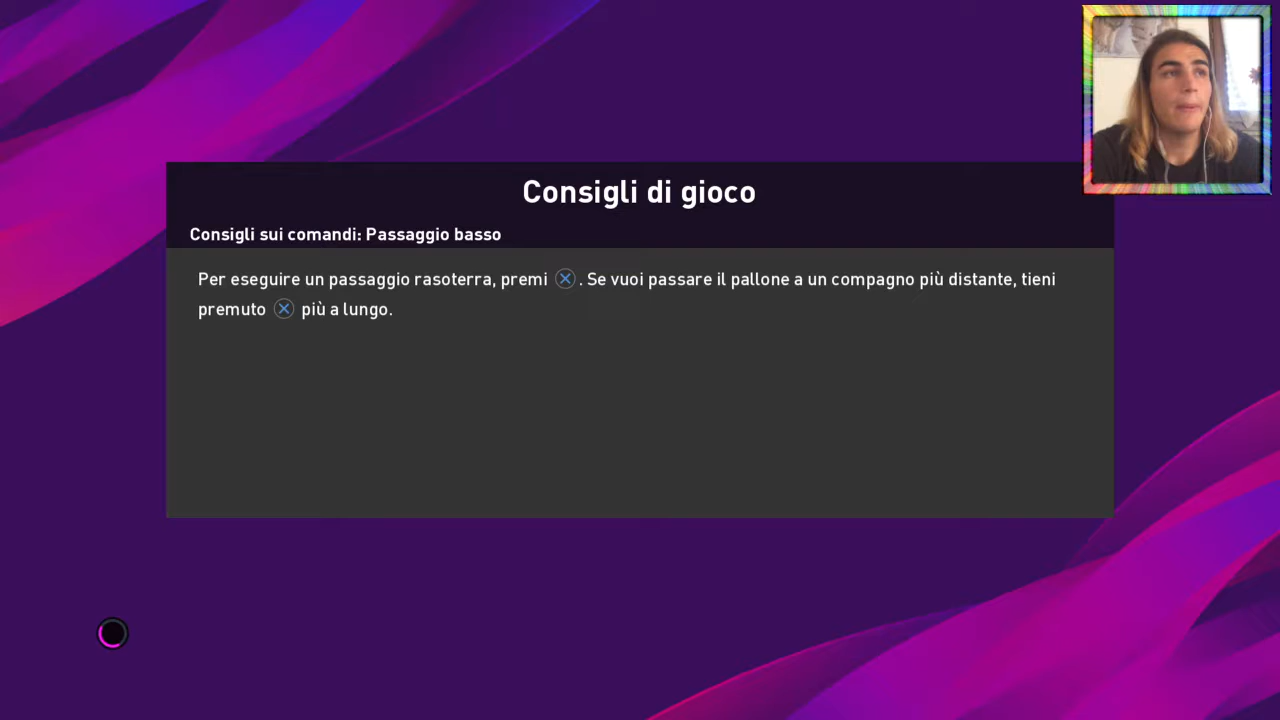 Consigli di gioco
Consigli sui comandi: Passaggio basso
Per eseguire un passaggio rasoterra, premi ⓧ. Se vuoi passare il pallone a un compagno più distante, tieni
premuto ⓧ più a lungo.